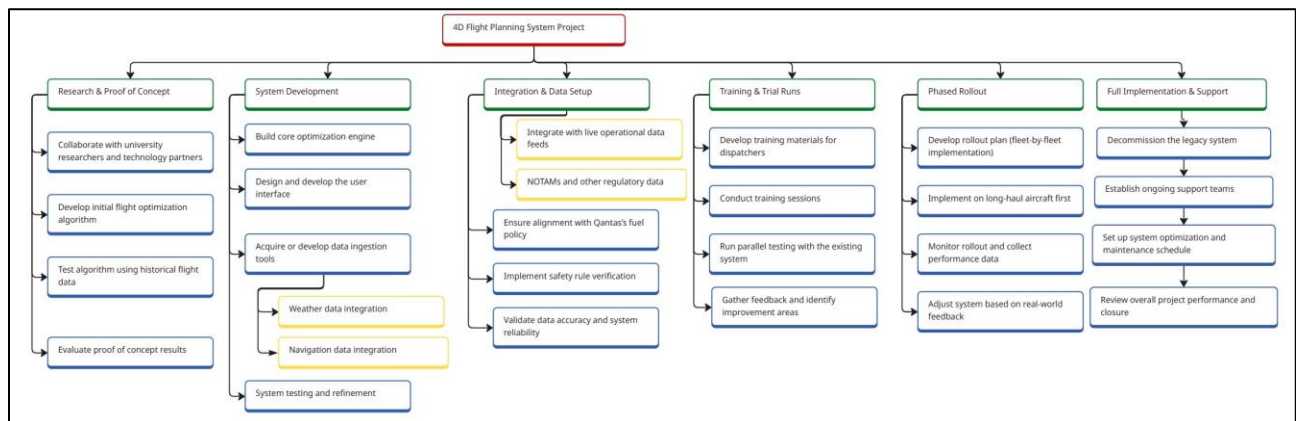 4D Flight Planning System Project
Research & Proof of Concept
Collaborate with university
researchers and technology partners
Develop initial flight optimization
algorithm
Test algorithm using historical flight
data
Evaluate proof of concept results
System Development
Build core optimization engine
Design and develop the user
interface
Acquire or develop data ingestion
tools
Weather data integration
Navigation data integration
System testing and refinement
Integration & Data Setup
Integrate with live operational data
feeds
NOTAMs and other regulatory data
Ensure alignment with Qantas's fuel
policy
Implement safety rule verification
Validate data accuracy and system
reliability
Training & Trial Runs
Develop training materials for
dispatchers
Conduct training sessions
Run parallel testing with the existing
system
Gather feedback and identify
improvement areas
Phased Rollout
Develop rollout plan (fleet-by-fleet
implementation)
Implement on long-haul aircraft first
Monitor rollout and collect
performance data
Adjust system based on real-world
feedback
Full Implementation & Support
Decommission the legacy system
Establish ongoing support teams
Set up system optimization and
maintenance schedule
Review overall project performance and
closure